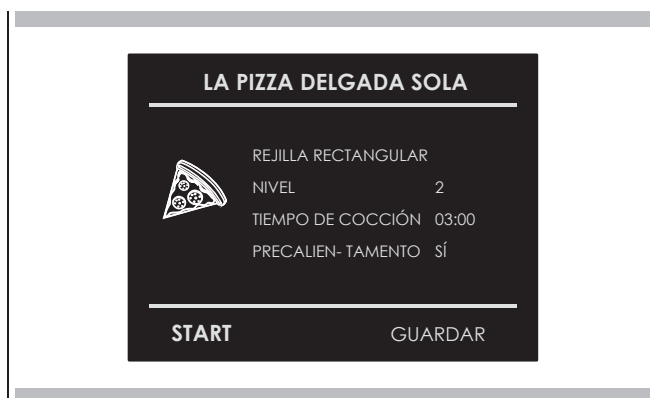 LA PIZZA DELGADA SOLA
REJILLA RECTANGULAR
NIVEL 2
TIEMPO DE COCCIÓN 03:00
PRECALIEN- TAMENTO SÍ
START GUARDAR